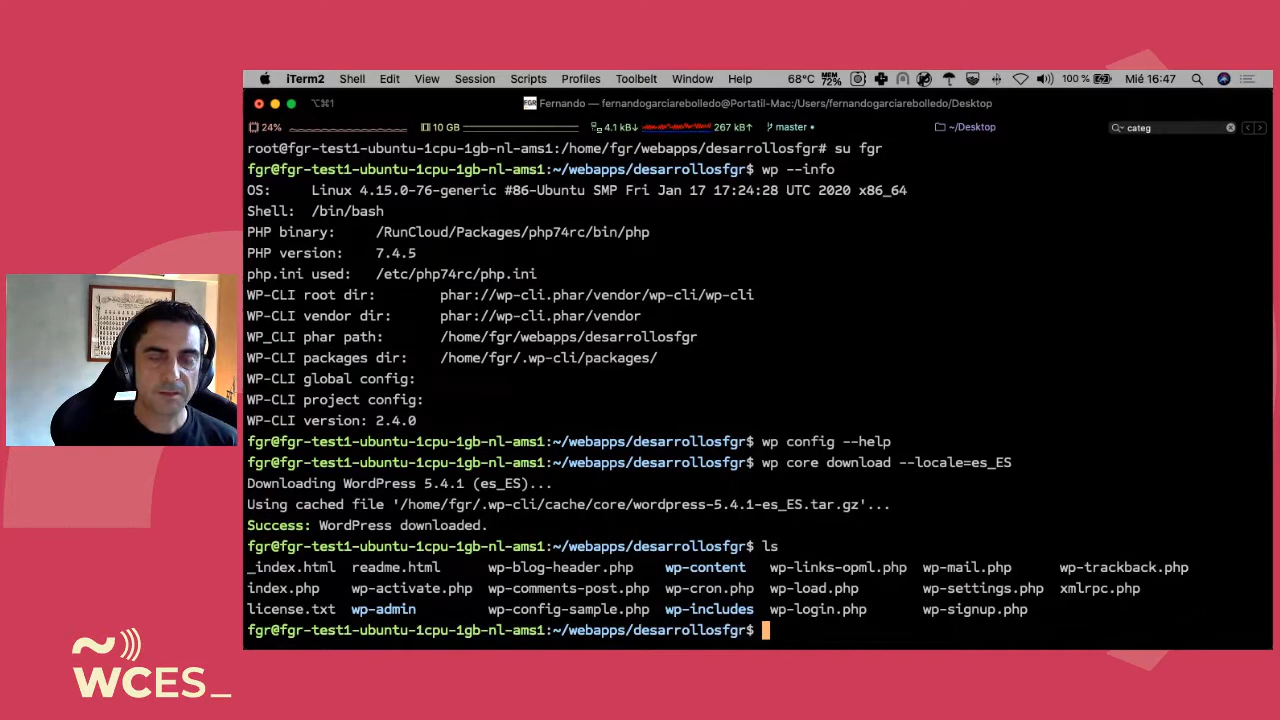 iTerm2 Shell Edit View Session Scripts Profiles Toolbelt Window Help 68°C MEM 72% 100 % Mié 16:47
⌥⌘1 FGR Fernando — fernandogarciarebolledo@Portatil-Mac:/Users/fernandogarciarebolledo/Desktop
24% 10 GB 4.1 kB↓ 267 kB↑ master ~/Desktop categ
root@fgr-test1-ubuntu-1cpu-1gb-nl-ams1:/home/fgr/webapps/desarrollosfgr# su fgr
fgr@fgr-test1-ubuntu-1cpu-1gb-nl-ams1:~/webapps/desarrollosfgr$ wp --info
OS: Linux 4.15.0-76-generic #86-Ubuntu SMP Fri Jan 17 17:24:28 UTC 2020 x86_64
Shell: /bin/bash
PHP binary: /RunCloud/Packages/php74rc/bin/php
PHP version: 7.4.5
php.ini used: /etc/php74rc/php.ini
WP-CLI root dir: phar://wp-cli.phar/vendor/wp-cli/wp-cli
WP-CLI vendor dir: phar://wp-cli.phar/vendor
WP_CLI phar path: /home/fgr/webapps/desarrollosfgr
WP-CLI packages dir: /home/fgr/.wp-cli/packages/
WP-CLI global config:
WP-CLI project config:
WP-CLI version: 2.4.0
fgr@fgr-test1-ubuntu-1cpu-1gb-nl-ams1:~/webapps/desarrollosfgr$ wp config --help
fgr@fgr-test1-ubuntu-1cpu-1gb-nl-ams1:~/webapps/desarrollosfgr$ wp core download --locale=es_ES
Downloading WordPress 5.4.1 (es_ES)...
Using cached file '/home/fgr/.wp-cli/cache/core/wordpress-5.4.1-es_ES.tar.gz'...
Success: WordPress downloaded.
fgr@fgr-test1-ubuntu-1cpu-1gb-nl-ams1:~/webapps/desarrollosfgr$ ls
_index.html readme.html wp-blog-header.php wp-content wp-links-opml.php wp-mail.php wp-trackback.php
index.php wp-activate.php wp-comments-post.php wp-cron.php wp-load.php wp-settings.php xmlrpc.php
license.txt wp-admin wp-config-sample.php wp-includes wp-login.php wp-signup.php
fgr@fgr-test1-ubuntu-1cpu-1gb-nl-ams1:~/webapps/desarrollosfgr$
WCES_